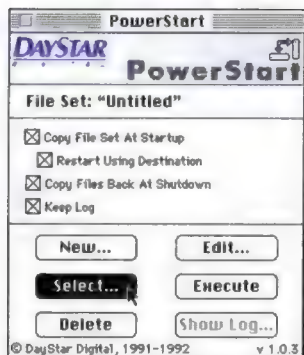 PowerStart
DAYSTAR
PowerStart
File Set: “Untitled”
Copy File Set At Startup
Restart Using Destination
Copy Files Back At Shutdown
Keep Log
New... Edit...
Select... Execute
Delete Show Log...
© DayStar Digital, 1991-1992 v 1.0.3